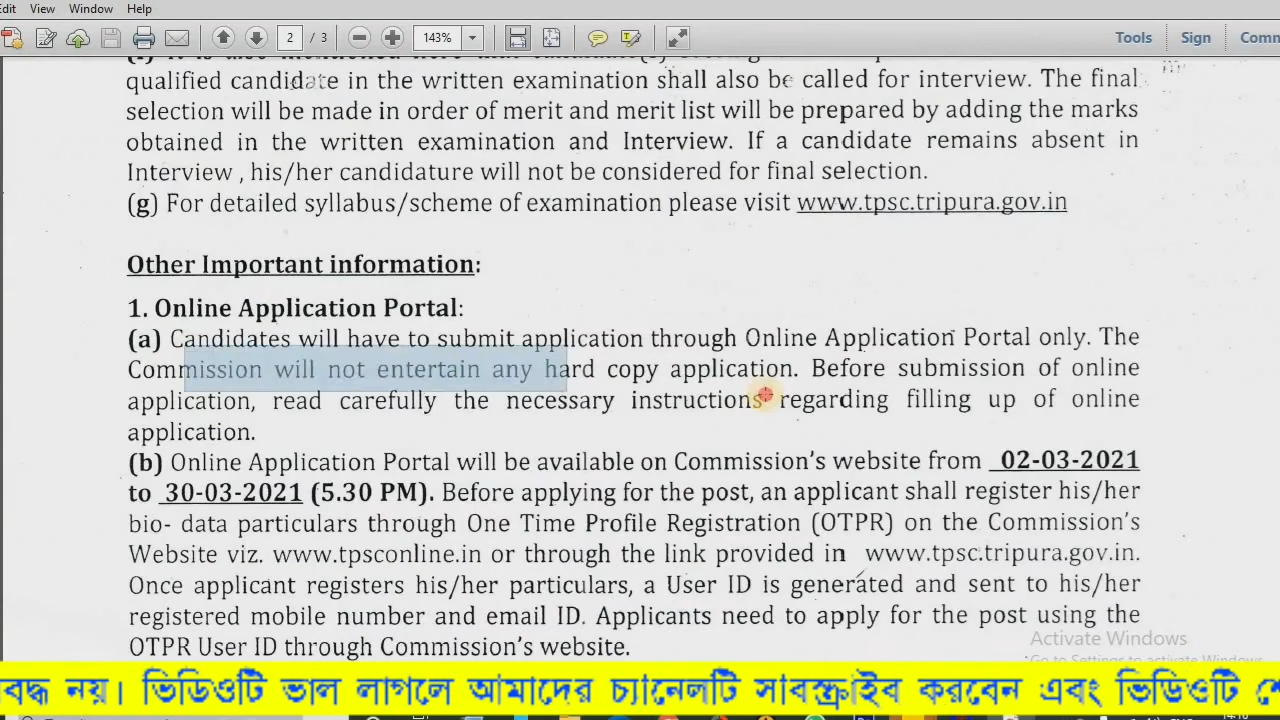 Edit View Window Help
2 / 3 143% Tools Sign
qualified candidate in the written examination shall also be called for interview. The final
selection will be made in order of merit and merit list will be prepared by adding the marks
obtained in the written examination and Interview. If a candidate remains absent in
Interview , his/her candidature will not be considered for final selection.
(g) For detailed syllabus/scheme of examination please visit www.tpsc.tripura.gov.in
Other Important information:
1. Online Application Portal:
(a) Candidates will have to submit application through Online Application Portal only. The
Commission will not entertain any hard copy application. Before submission of online
application, read carefully the necessary instructions regarding filling up of online
application.
(b) Online Application Portal will be available on Commission's website from 02-03-2021
to 30-03-2021 (5.30 PM). Before applying for the post, an applicant shall register his/her
bio- data particulars through One Time Profile Registration (OTPR) on the Commission's
Website viz. www.tpsconline.in or through the link provided in www.tpsc.tripura.gov.in.
Once applicant registers his/her particulars, a User ID is generated and sent to his/her
registered mobile number and email ID. Applicants need to apply for the post using the
OTPR User ID through Commission's website.
Activate Windows
নয়। ভিডিওটি ভাল লাগলে আমাদের চ্যানেলটি সাবস্ক্রাইব করবেন এবং ভিডিওটি